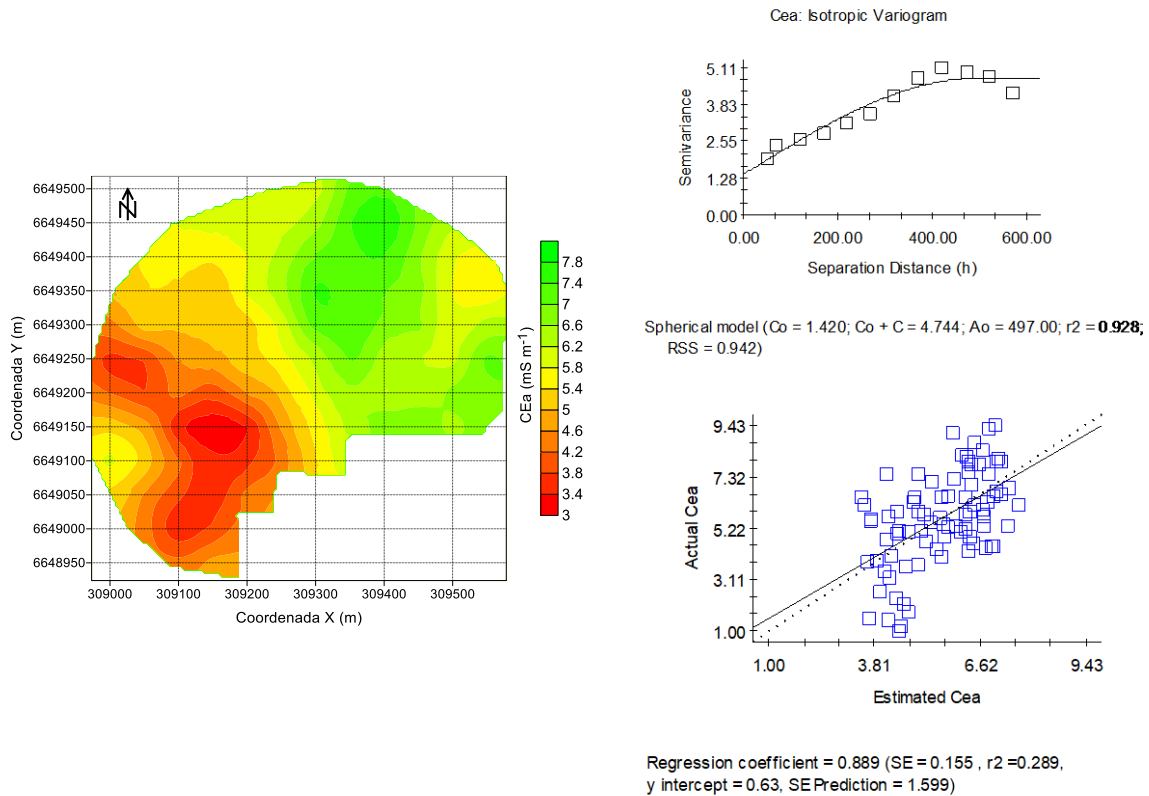 Cea: Isotropic Variogram
5.11
3.83
2.55
1.28
0.00
Semivariance
0.00 200.00 400.00 600.00
Separation Distance (h)
Spherical model (Co = 1.420; Co + C = 4.744; Ao = 497.00; r2 = 0.928;
RSS = 0.942)
N
6649500
6649450
6649400
6649350
6649300
6649250
6649200
6649150
6649100
6649050
6649000
6648950
Coordenada Y (m)
309000 309100 309200 309300 309400 309500
Coordenada X (m)
7.8
7.4
7
6.6
6.2
5.8
5.4
5
4.6
4.2
3.8
3.4
3
CEa (mS m-1)
9.43
7.32
5.22
3.11
1.00
Actual Cea
1.00 3.81 6.62 9.43
Estimated Cea
Regression coefficient = 0.889 (SE = 0.155 , r2 =0.289,
y intercept = 0.63, SE Prediction = 1.599)